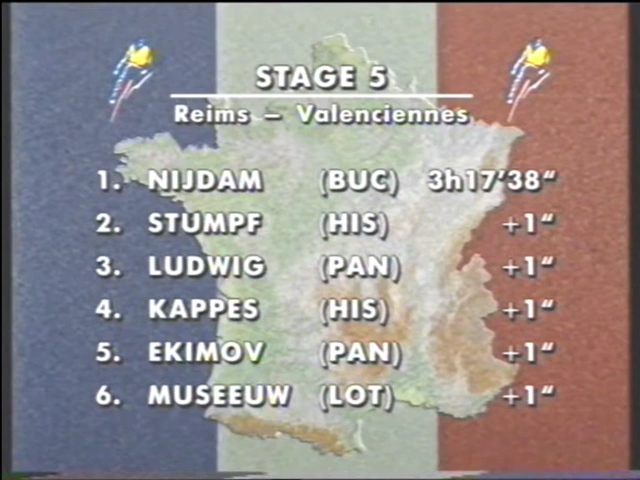 STAGE 5
Reims – Valenciennes
1. NIJDAM (BUC) 3h17'38"
2. STUMPF (HIS) +1"
3. LUDWIG (PAN) +1"
4. KAPPES (HIS) +1"
5. EKIMOV (PAN) +1"
6. MUSEEUW (LOT) +1"